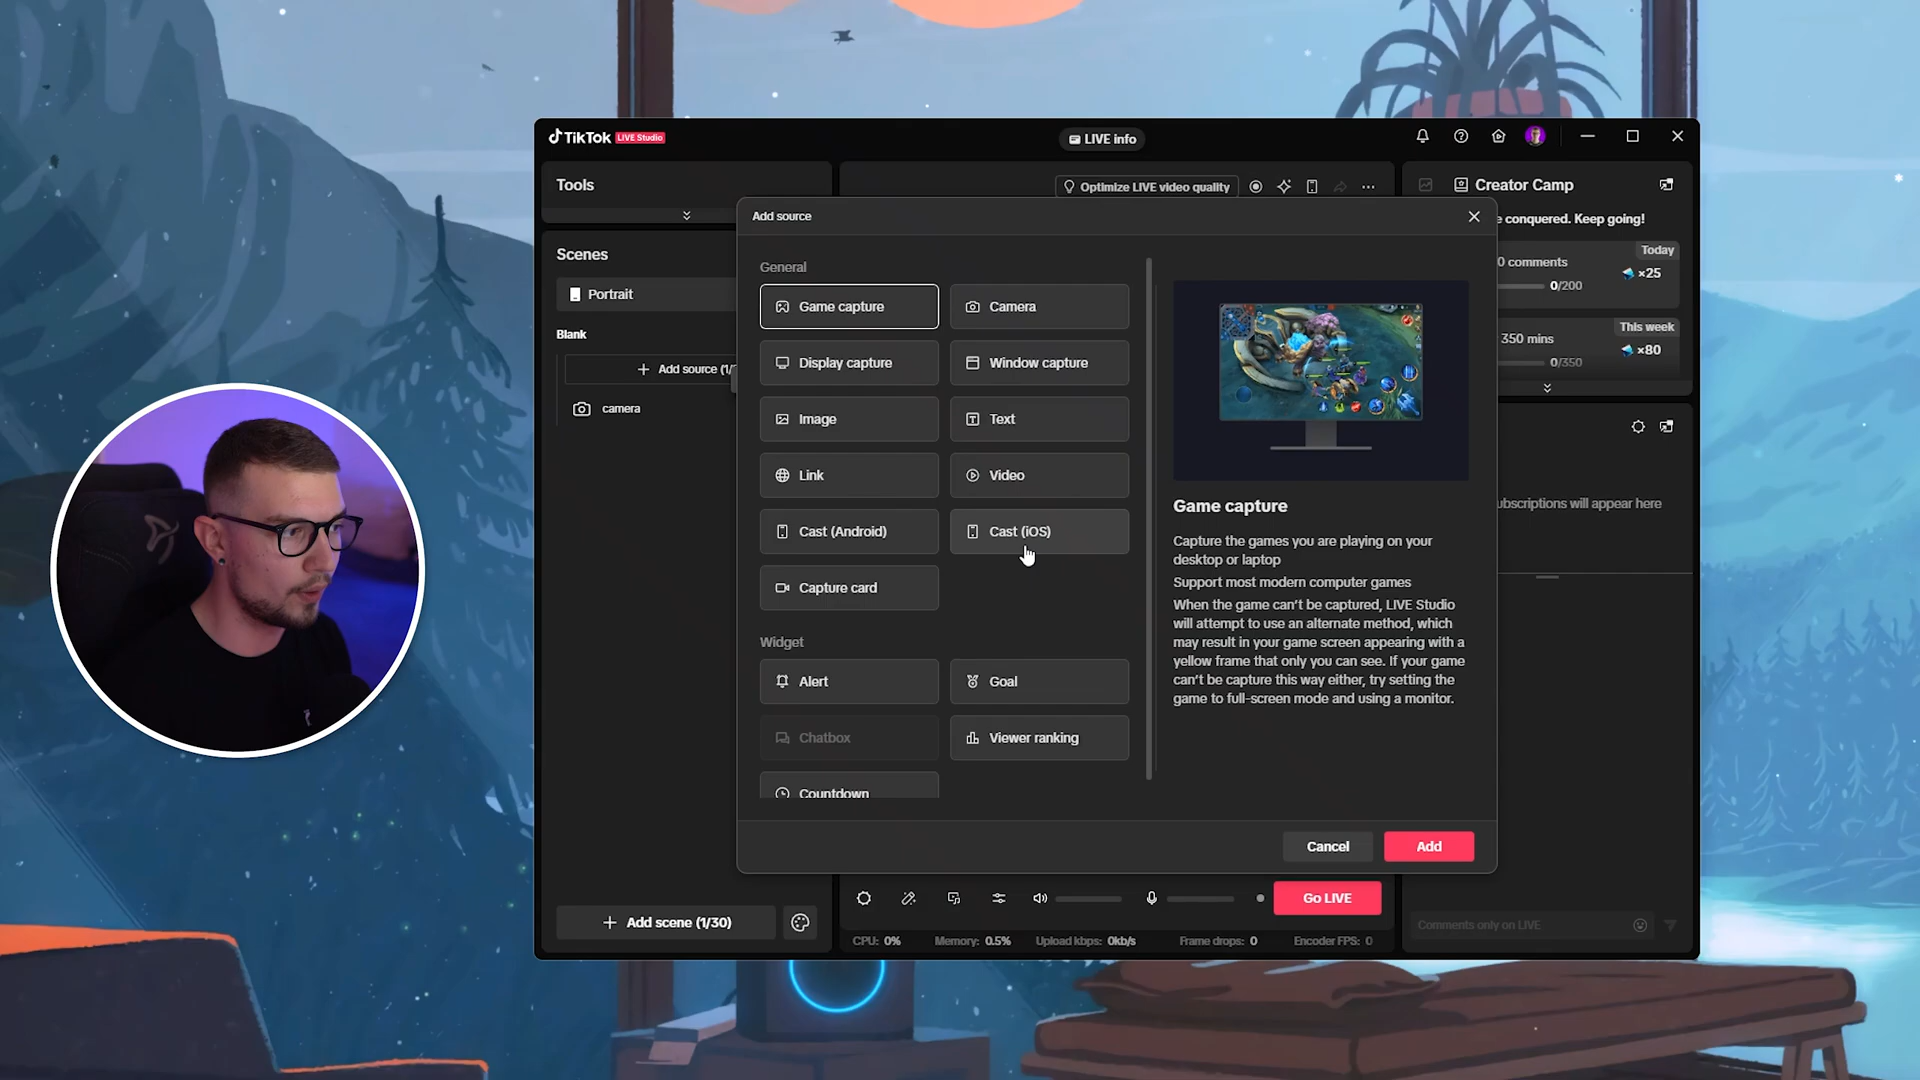 TikTok LIVE Studio
LIVE info
Tools
Optimize LIVE video quality
Creator Camp
Add source
e conquered. Keep going!
Scenes
General
Today
0 comments
×25
0/200
Portrait
Game capture
Camera
Blank
This week
350 mins
×80
0/350
Add source (1/
Display capture
Window capture
camera
Image
Text
Link
Video
Game capture
ubscriptions will appear here
Cast (Android)
Cast (iOS)
Capture the games you are playing on your
desktop or laptop
Support most modern computer games
Capture card
When the game can't be captured, LIVE Studio
will attempt to use an alternate method, which
may result in your game screen appearing with a
yellow frame that only you can see. If your game
can't be capture this way either, try setting the
game to full-screen mode and using a monitor.
Widget
Alert
Goal
Chatbox
Viewer ranking
Countdown
Cancel
Add
Go LIVE
Add scene (1/30)
Comments only on LIVE
CPU: 0%
Memory: 0.5%
Upload kbps: 0kb/s
Frame drops: 0
Encoder FPS: 0